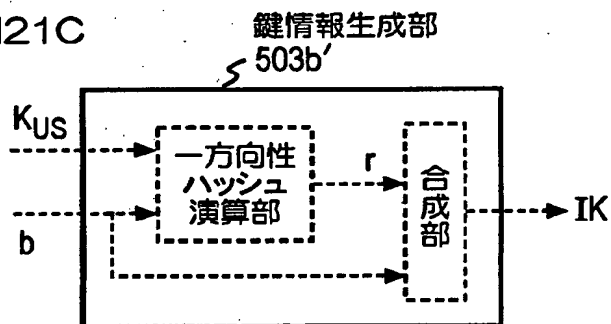 21C
鍵情報生成部
503b′
KUS
一方向性
ハッシュ
演算部
r
合成部
IK
b